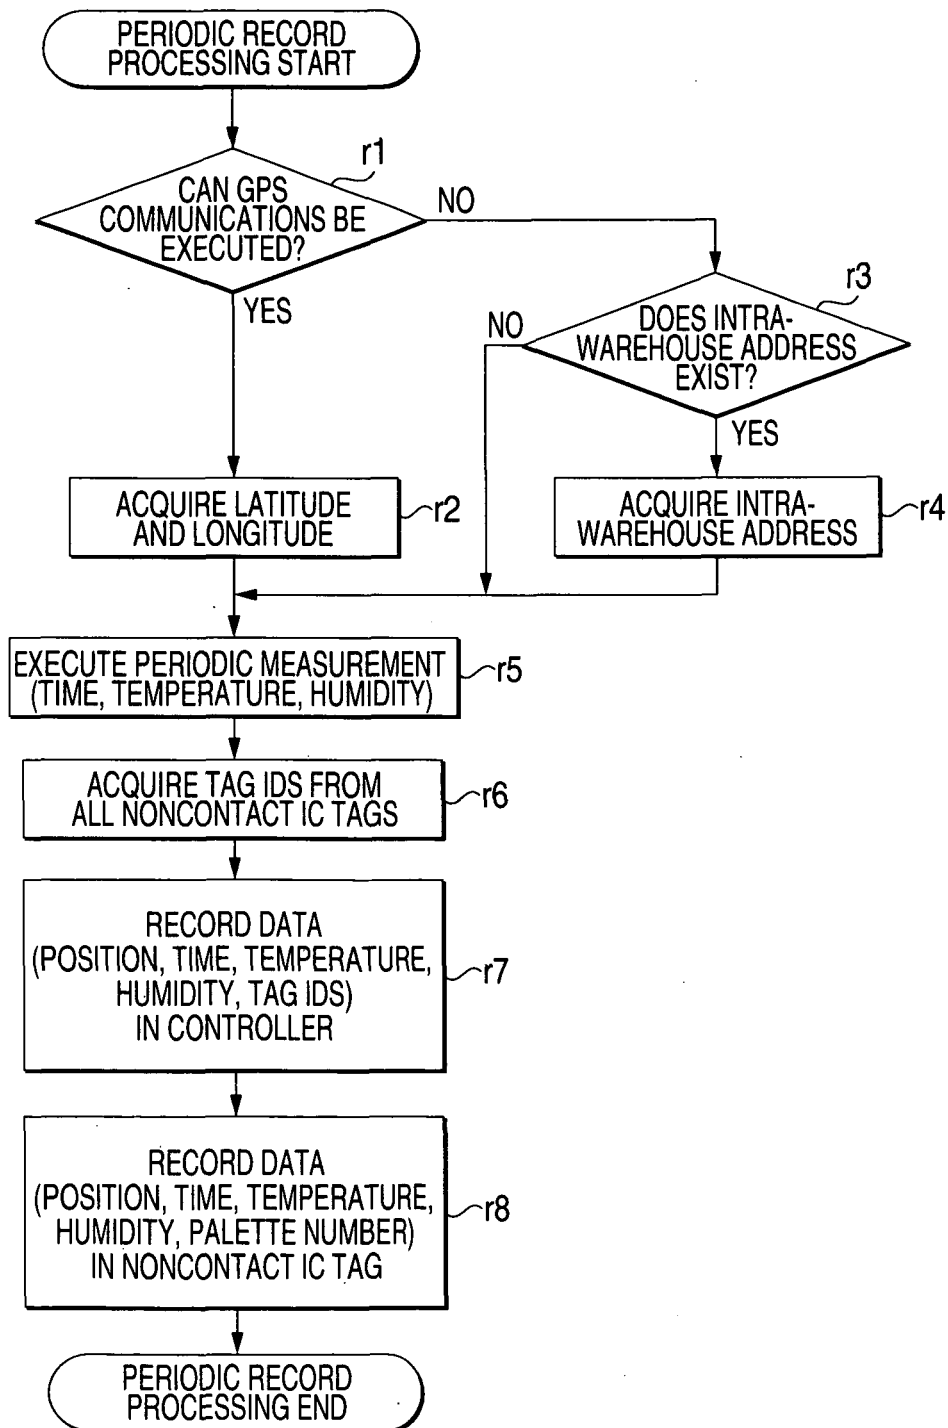 PERIODIC RECORD
PROCESSING START
r1
CAN GPS
COMMUNICATIONS BE
EXECUTED?
NO
YES
r3
DOES INTRA-
WAREHOUSE ADDRESS
EXIST?
NO
YES
ACQUIRE LATITUDE
AND LONGITUDE
r2
ACQUIRE INTRA-
WAREHOUSE ADDRESS
r4
EXECUTE PERIODIC MEASUREMENT
(TIME, TEMPERATURE, HUMIDITY)
r5
ACQUIRE TAG IDS FROM
ALL NONCONTACT IC TAGS
r6
RECORD DATA
(POSITION, TIME, TEMPERATURE,
HUMIDITY, TAG IDS)
IN CONTROLLER
r7
RECORD DATA
(POSITION, TIME, TEMPERATURE,
HUMIDITY, PALETTE NUMBER)
IN NONCONTACT IC TAG
r8
PERIODIC RECORD
PROCESSING END